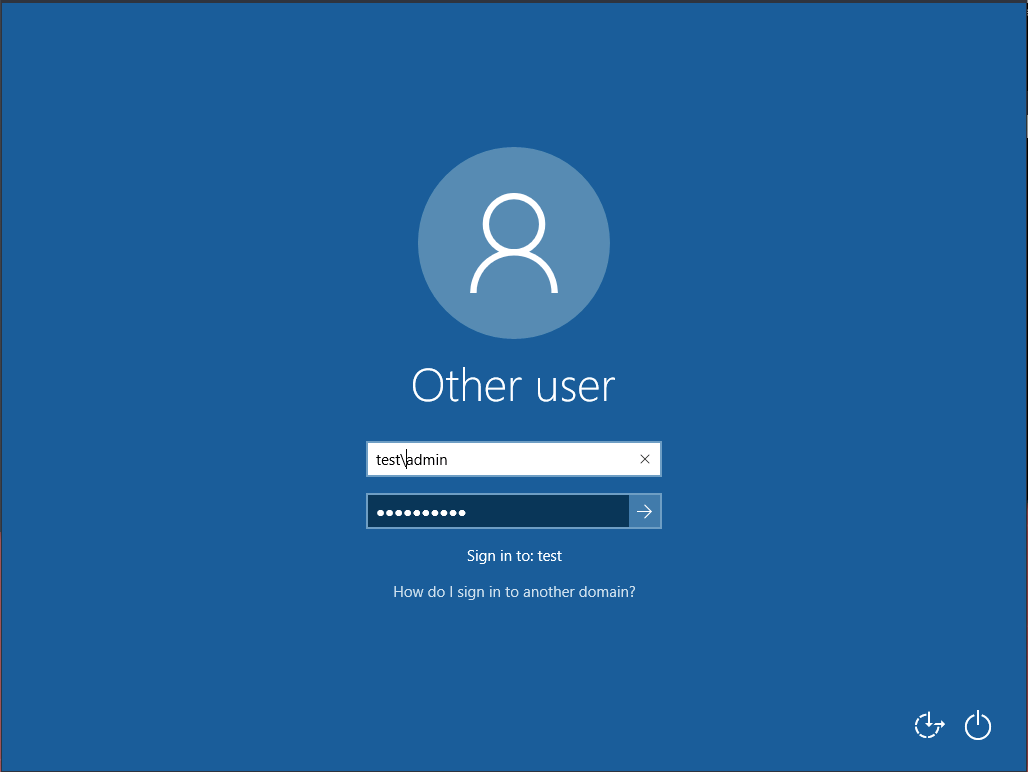 Other user
test\admin
●●●●●●●●●●
Sign in to: test
How do I sign in to another domain?